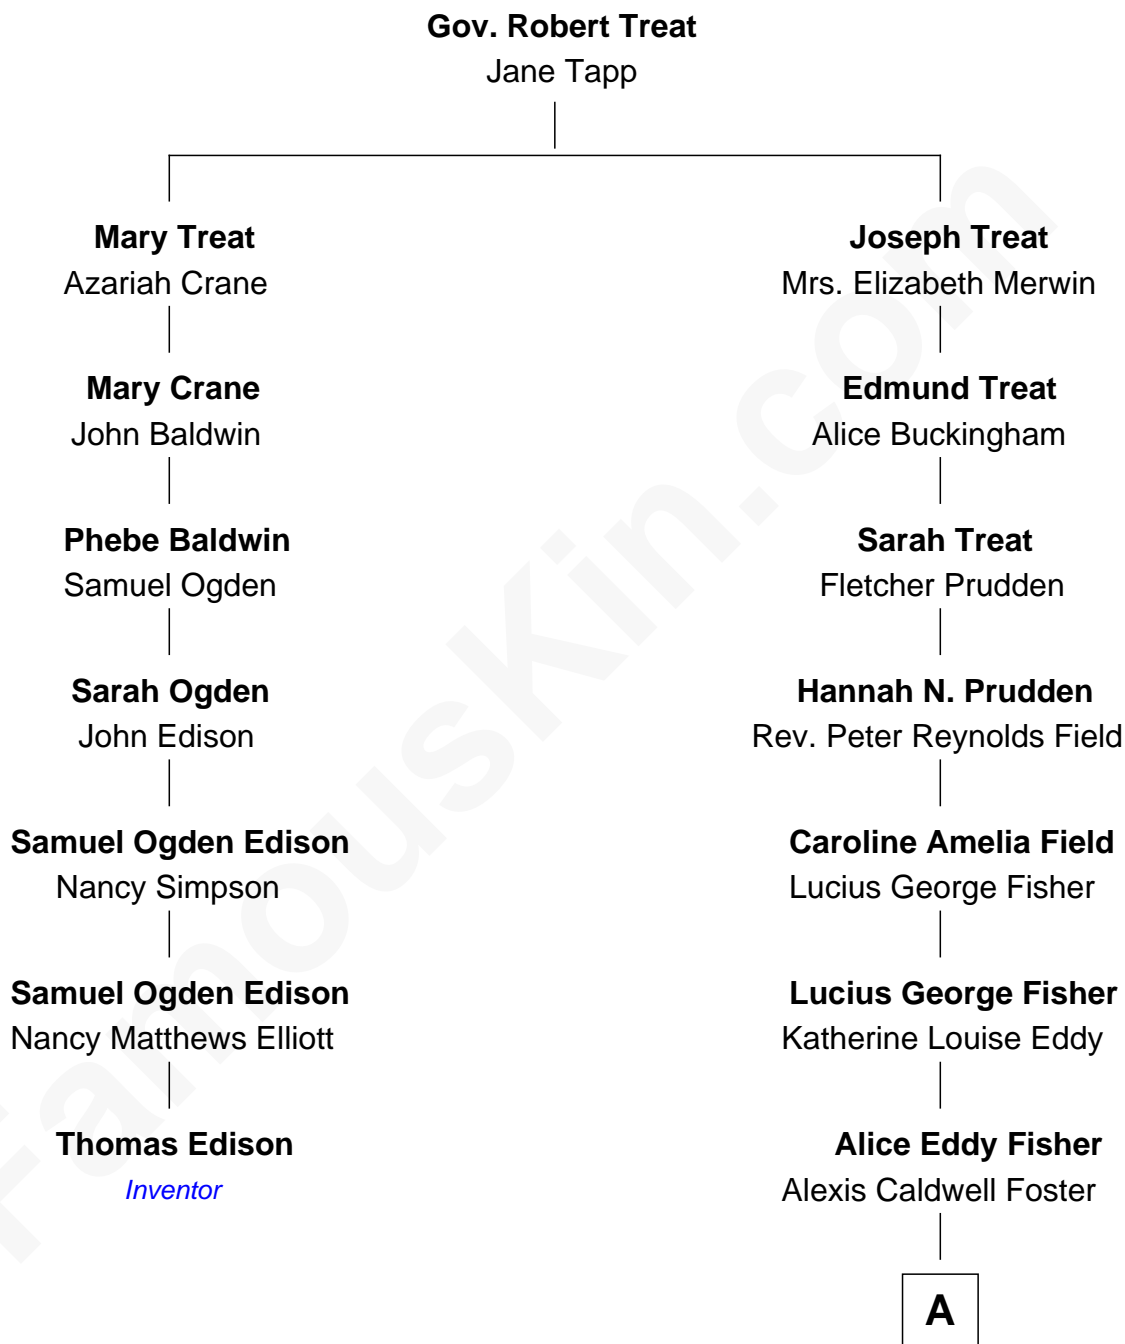 Gov. Robert Treat
Jane Tapp
Mary Treat
Azariah Crane
Joseph Treat
Mrs. Elizabeth Merwin
Mary Crane
John Baldwin
Edmund Treat
Alice Buckingham
Phebe Baldwin
Samuel Ogden
Sarah Treat
Fletcher Prudden
Sarah Ogden
John Edison
Hannah N. Prudden
Rev. Peter Reynolds Field
Samuel Ogden Edison
Nancy Simpson
Caroline Amelia Field
Lucius George Fisher
Samuel Ogden Edison
Nancy Matthews Elliott
Lucius George Fisher
Katherine Louise Eddy
Thomas Edison
Inventor
Alice Eddy Fisher
Alexis Caldwell Foster
A
FamousKin.com